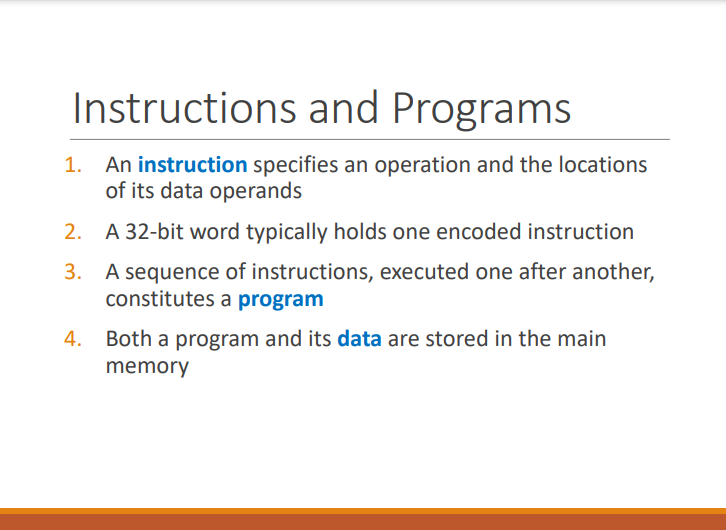 Instructions and Programs
1. An instruction specifies an operation and the locations
of its data operands
2. A 32-bit word typically holds one encoded instruction
3. A sequence of instructions, executed one after another,
constitutes a program
4. Both a program and its data are stored in the main
memory